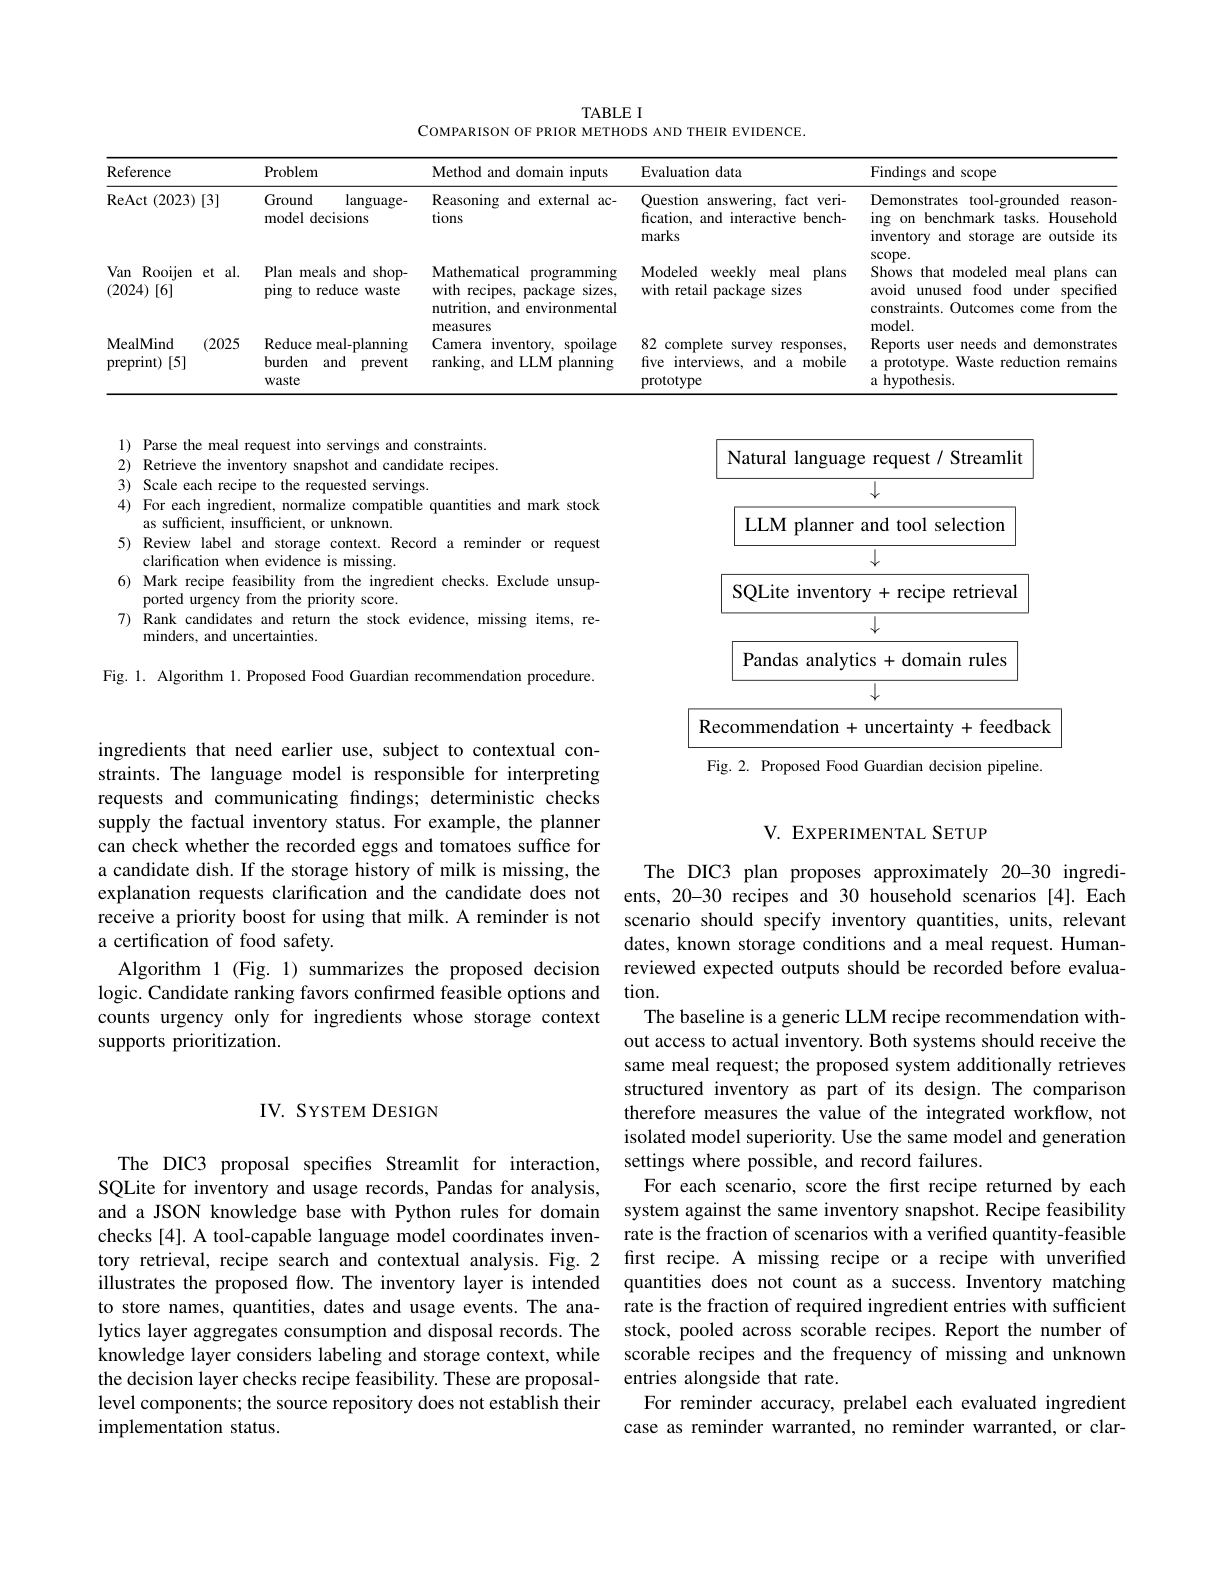 TABLE I
COMPARISON OF PRIOR METHODS AND THEIR EVIDENCE.
Reference Problem Method and domain inputs Evaluation data Findings and scope
ReAct (2023) [3] Ground language- Reasoning and external ac- Question answering, fact veri- Demonstrates tool-grounded reason-
model decisions tions fication, and interactive bench- ing on benchmark tasks. Household
marks inventory and storage are outside its
scope.
Van Rooijen et al. Plan meals and shop- Mathematical programming Modeled weekly meal plans Shows that modeled meal plans can
(2024) [6] ping to reduce waste with recipes, package sizes, with retail package sizes avoid unused food under specified
nutrition, and environmental constraints. Outcomes come from the
measures model.
MealMind (2025 Reduce meal-planning Camera inventory, spoilage 82 complete survey responses, Reports user needs and demonstrates
preprint) [5] burden and prevent ranking, and LLM planning five interviews, and a mobile a prototype. Waste reduction remains
waste prototype a hypothesis.
1) Parse the meal request into servings and constraints.
2) Retrieve the inventory snapshot and candidate recipes.
3) Scale each recipe to the requested servings.
4) For each ingredient, normalize compatible quantities and mark stock
as sufficient, insufficient, or unknown.
5) Review label and storage context. Record a reminder or request
clarification when evidence is missing.
6) Mark recipe feasibility from the ingredient checks. Exclude unsup-
ported urgency from the priority score.
7) Rank candidates and return the stock evidence, missing items, re-
minders, and uncertainties.
Fig. 1. Algorithm 1. Proposed Food Guardian recommendation procedure.
ingredients that need earlier use, subject to contextual con-
straints. The language model is responsible for interpreting
requests and communicating findings; deterministic checks
supply the factual inventory status. For example, the planner
can check whether the recorded eggs and tomatoes suffice for
a candidate dish. If the storage history of milk is missing, the
explanation requests clarification and the candidate does not
receive a priority boost for using that milk. A reminder is not
a certification of food safety.
Algorithm 1 (Fig. 1) summarizes the proposed decision
logic. Candidate ranking favors confirmed feasible options and
counts urgency only for ingredients whose storage context
supports prioritization.
IV. SYSTEM DESIGN
The DIC3 proposal specifies Streamlit for interaction,
SQLite for inventory and usage records, Pandas for analysis,
and a JSON knowledge base with Python rules for domain
checks [4]. A tool-capable language model coordinates inven-
tory retrieval, recipe search and contextual analysis. Fig. 2
illustrates the proposed flow. The inventory layer is intended
to store names, quantities, dates and usage events. The ana-
lytics layer aggregates consumption and disposal records. The
knowledge layer considers labeling and storage context, while
the decision layer checks recipe feasibility. These are proposal-
level components; the source repository does not establish their
implementation status.
Natural language request / Streamlit
↓
LLM planner and tool selection
↓
SQLite inventory + recipe retrieval
↓
Pandas analytics + domain rules
↓
Recommendation + uncertainty + feedback
Fig. 2. Proposed Food Guardian decision pipeline.
V. EXPERIMENTAL SETUP
The DIC3 plan proposes approximately 20–30 ingredi-
ents, 20–30 recipes and 30 household scenarios [4]. Each
scenario should specify inventory quantities, units, relevant
dates, known storage conditions and a meal request. Human-
reviewed expected outputs should be recorded before evalua-
tion.
The baseline is a generic LLM recipe recommendation with-
out access to actual inventory. Both systems should receive the
same meal request; the proposed system additionally retrieves
structured inventory as part of its design. The comparison
therefore measures the value of the integrated workflow, not
isolated model superiority. Use the same model and generation
settings where possible, and record failures.
For each scenario, score the first recipe returned by each
system against the same inventory snapshot. Recipe feasibility
rate is the fraction of scenarios with a verified quantity-feasible
first recipe. A missing recipe or a recipe with unverified
quantities does not count as a success. Inventory matching
rate is the fraction of required ingredient entries with sufficient
stock, pooled across scorable recipes. Report the number of
scorable recipes and the frequency of missing and unknown
entries alongside that rate.
For reminder accuracy, prelabel each evaluated ingredient
case as reminder warranted, no reminder warranted, or clar-